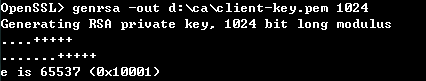 OpenSSL> genrsa -out d:\ca\client-key.pem 1024
Generating RSA private key, 1024 bit long modulus
....+++++
.......+++++
e is 65537 (0x10001)